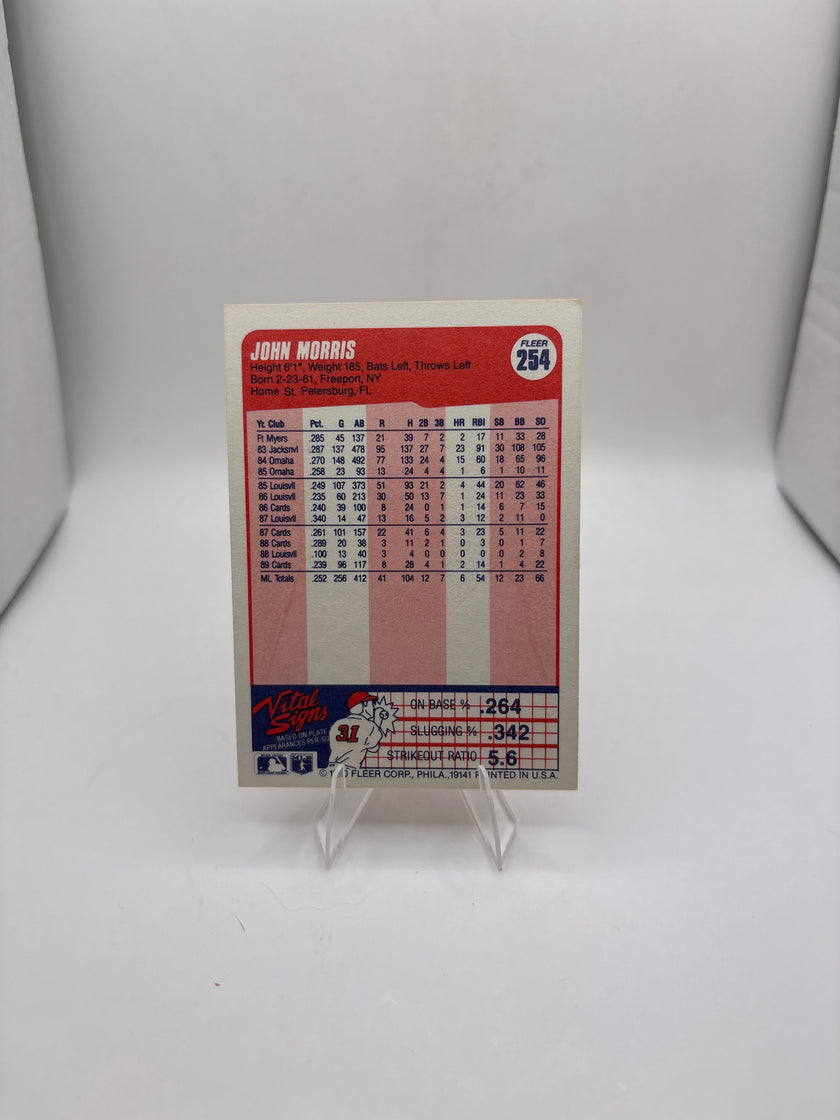 JOHN MORRIS
Height 6'1", Weight 185, Bats Left, Throws Left
Born 2-23-61, Freeport, NY
Home St. Petersburg, FL
FLEER
254
Yr. Club Pct. G AB R H 2B 3B HR RBI SB BB SO
Ft Myers .285 45 137 21 39 7 2 2 17 11 33 28
83 Jacksnvl .287 137 478 95 137 27 7 23 91 30 108 105
84 Omaha .270 148 492 77 133 24 4 15 60 18 65 96
85 Omaha .258 23 93 13 24 4 4 1 6 1 10 11
85 Louisvll .249 107 373 51 93 21 2 4 44 20 62 46
86 Louisvll .235 60 213 30 50 13 7 1 24 11 23 33
86 Cards .240 39 100 8 24 0 1 1 14 6 7 15
87 Louisvll .340 14 47 13 16 5 2 3 12 2 11 0
87 Cards .261 101 157 22 41 6 4 3 23 5 11 22
88 Cards .289 20 38 3 11 2 1 0 3 0 1 7
88 Louisvll .100 13 40 3 4 0 0 0 0 0 2 8
89 Cards .239 96 117 8 28 4 1 2 14 1 4 22
ML Totals .252 256 412 41 104 12 7 6 54 12 23 66
Vital Signs
BASED ON PLATE
APPEARANCES PER/SO
31
ON BASE % .264
SLUGGING % .342
STRIKEOUT RATIO 5.6
© 1990 FLEER CORP., PHILA., 19141 PRINTED IN U.S.A.